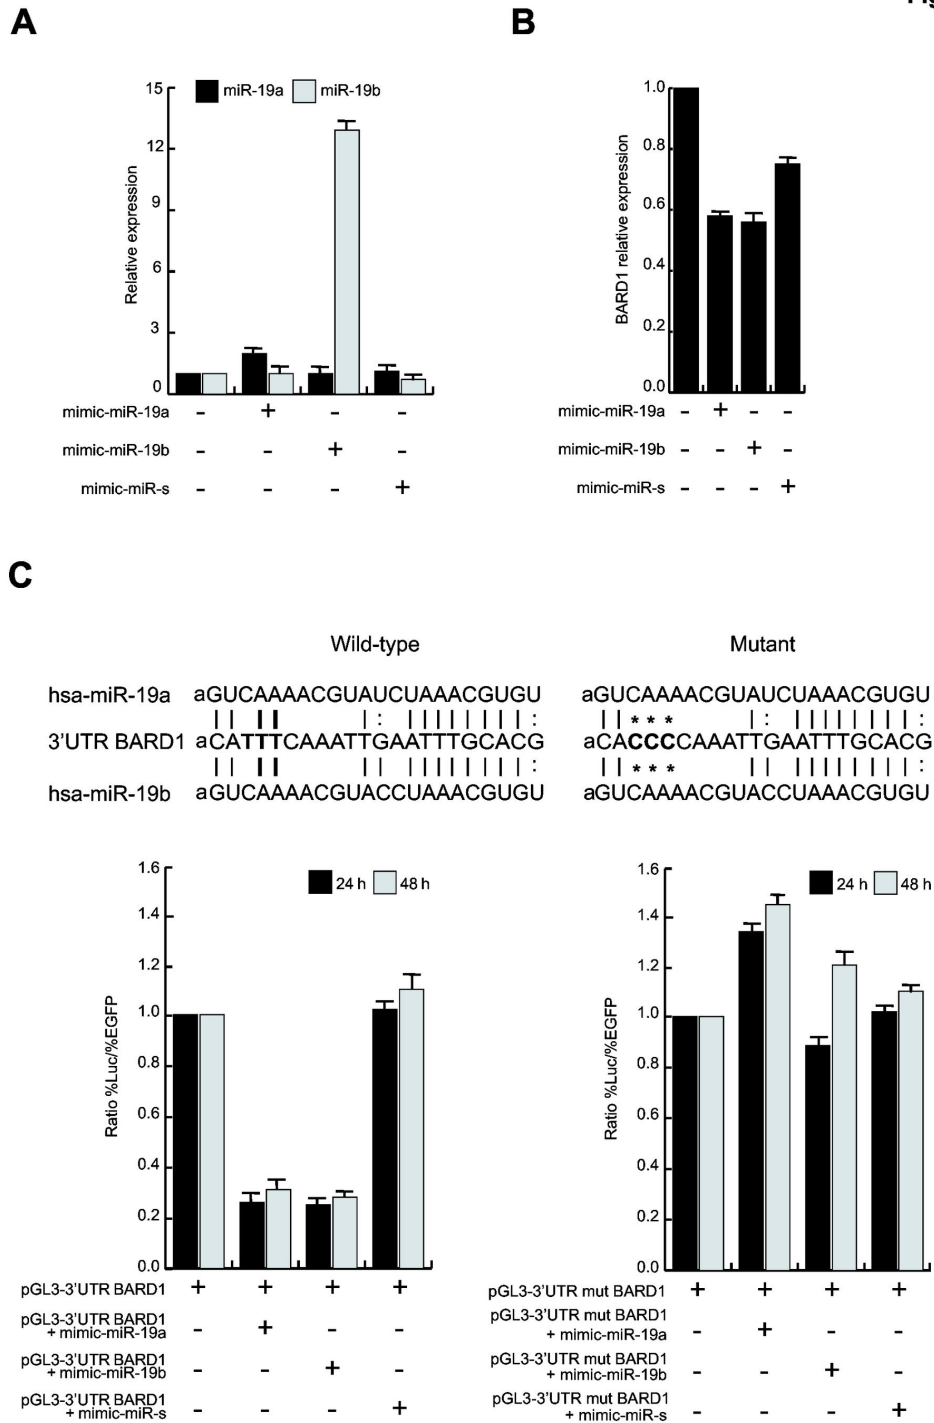 Fig
A
B
miR-19a miR-19b
Relative expression
15
12
9
6
3
0
mimic-miR-19a - + - -
mimic-miR-19b - - + -
mimic-miR-s - - - +
BARD1 relative expression
1.0
0.8
0.6
0.4
0.2
0.0
mimic-miR-19a - + - -
mimic-miR-19b - - + -
mimic-miR-s - - - +
C
Wild-type
Mutant
hsa-miR-19a aGUCAAAACGUAUCUAAACGUGU aGUCAAAACGUAUCUAAACGUGU
| | | | | : | | | | | | | : | | * * * | : | | | | | | | :
3'UTR BARD1 aCATTTCAAATTGAATTTGCACG aCACCCCAAATTGAATTTGCACG
| | | | | | | | | | | | | : | | * * * | | | | | | | | | :
hsa-miR-19b aGUCAAAACGUACCUAAACGUGU aGUCAAAACGUACCUAAACGUGU
24 h 48 h
Ratio %Luc/%EGFP
1.6
1.4
1.2
1.0
0.8
0.6
0.4
0.2
0.0
pGL3-3'UTR BARD1 + + + +
pGL3-3'UTR BARD1
+ mimic-miR-19a - + - -
pGL3-3'UTR BARD1
+ mimic-miR-19b - - + -
pGL3-3'UTR BARD1
+ mimic-miR-s - - - +
24 h 48 h
Ratio %Luc/%EGFP
1.6
1.4
1.2
1.0
0.8
0.6
0.4
0.2
0.0
pGL3-3'UTR mut BARD1 + + + +
pGL3-3'UTR mut BARD1
+ mimic-miR-19a - + - -
pGL3-3'UTR mut BARD1
+ mimic-miR-19b - - + -
pGL3-3'UTR mut BARD1
+ mimic-miR-s - - - +